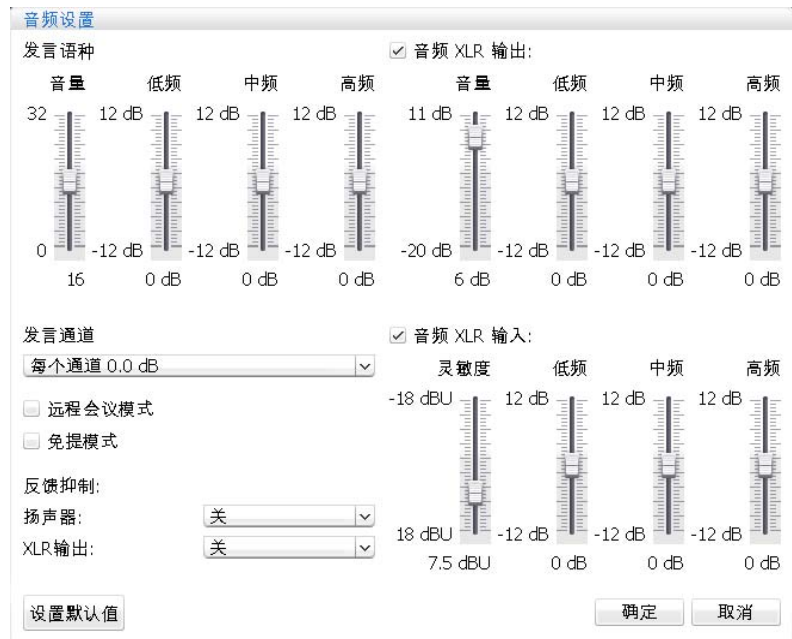 音频设置
发言语种
音量 低频 中频 高频
32 12 dB 12 dB 12 dB
0 -12 dB -12 dB -12 dB
16 0 dB 0 dB 0 dB
✓ 音频 XLR 输出:
音量 低频 中频 高频
11 dB 12 dB 12 dB 12 dB
-20 dB -12 dB -12 dB -12 dB
6 dB 0 dB 0 dB 0 dB
发言通道
每个通道 0.0 dB
远程会议模式
免提模式
反馈抑制:
扬声器: 关
XLR输出: 关
✓ 音频 XLR 输入:
灵敏度 低频 中频 高频
-18 dBU 12 dB 12 dB 12 dB
18 dBU -12 dB -12 dB -12 dB
7.5 dBU 0 dB 0 dB 0 dB
设置默认值 确定 取消